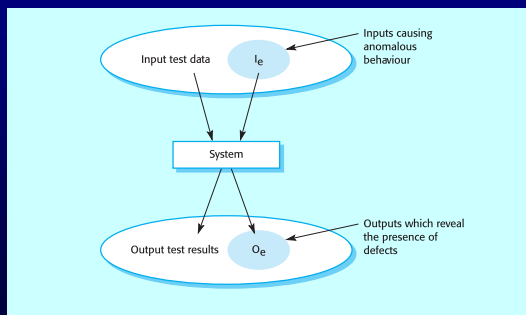 Inputs causing
anomalous
behaviour
Input test data
Ie
System
Output test results
Oe
Outputs which reveal
the presence of
defects